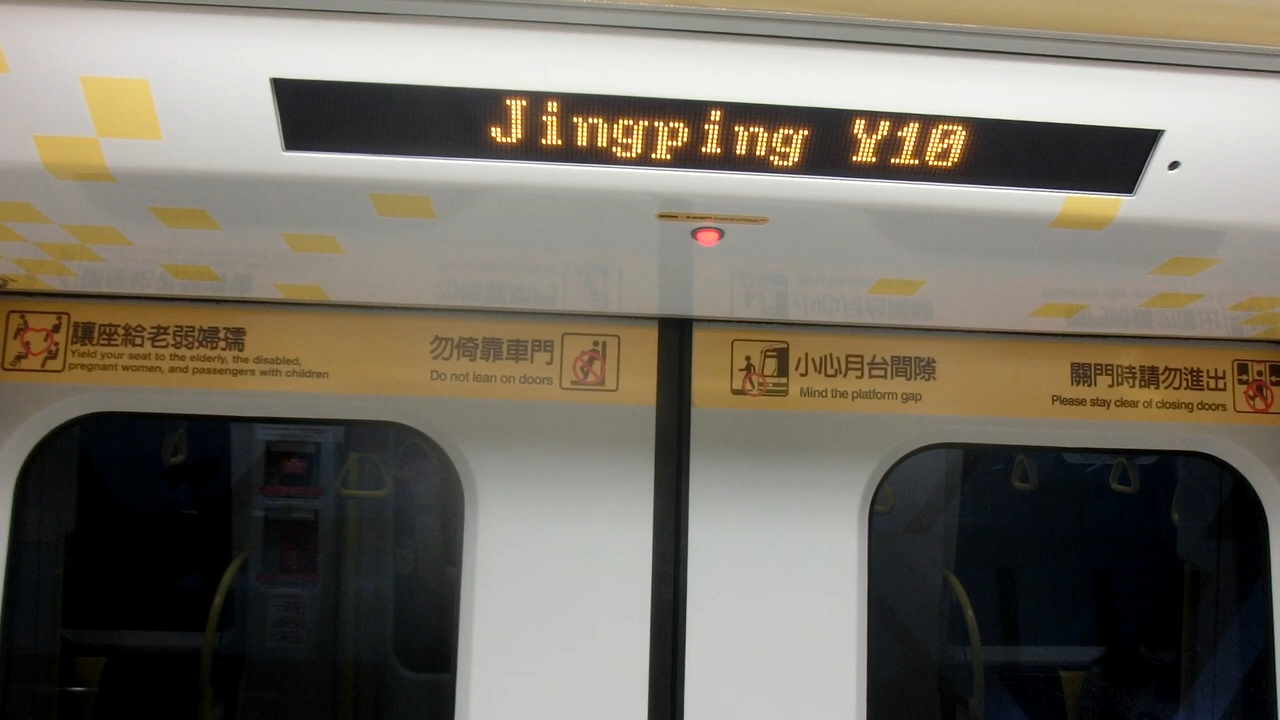 Jingping Y10
讓座給老弱婦孺
Yield your seat to the elderly, the disabled,
pregnant women, and passengers with children
勿倚靠車門
Do not lean on doors
小心月台間隙
Mind the platform gap
關門時請勿進出
Please stay clear of closing doors